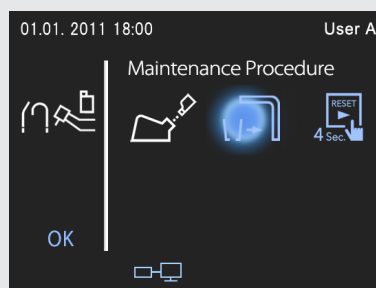 01.01. 2011 18:00 User A
Maintenance Procedure
RESET
4 Sec.
OK